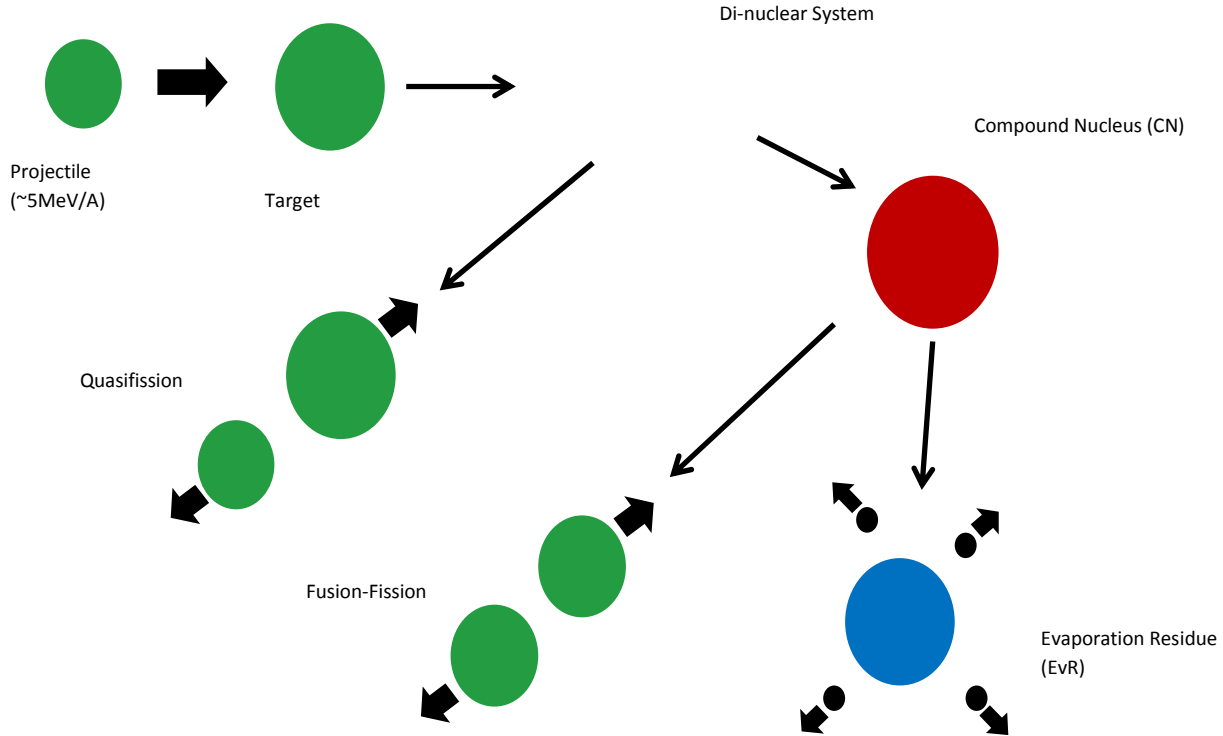 Di-nuclear System
Compound Nucleus (CN)
Projectile
(~5MeV/A)
Target
Quasifission
Fusion-Fission
Evaporation Residue
(EvR)